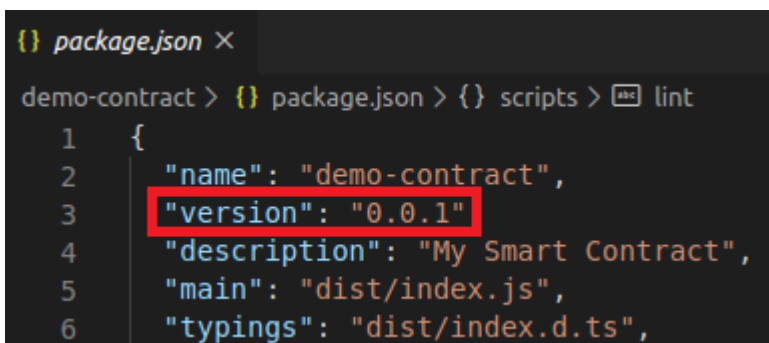 {} package.json ×
demo-contract > {} package.json > {} scripts > abc lint
1 {
2 "name": "demo-contract",
3 "version": "0.0.1"
4 "description": "My Smart Contract",
5 "main": "dist/index.js",
6 "typings": "dist/index.d.ts",